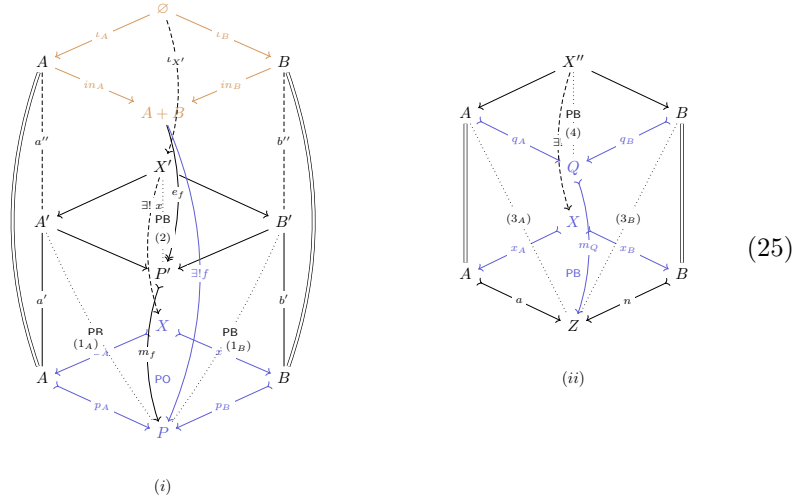 ∅
ι_A ι_B
A ι_{X'} B X''
in_A in_B
A + B A PB B
(4)
a'' b'' q_A q_B
X' ∃! Q
e_f
∃! x
A' PB B' (3_A) X (3_B)
(2)
x_A m_Q x_B
P' ∃!f A PB B
a' b' a n
X Z
PB PB
(1_A) x (1_B)
m_f
A PO B (ii)
p_A p_B
P
(i)
(25)